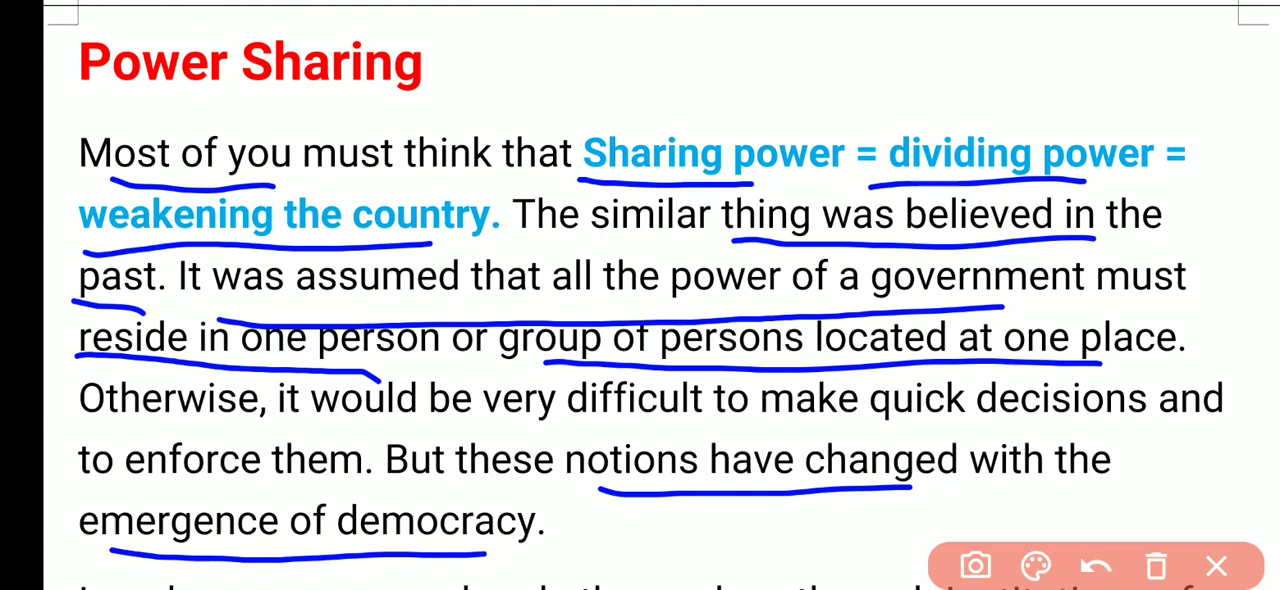 Power Sharing
Most of you must think that Sharing power = dividing power =
weakening the country. The similar thing was believed in the
past. It was assumed that all the power of a government must
reside in one person or group of persons located at one place.
Otherwise, it would be very difficult to make quick decisions and
to enforce them. But these notions have changed with the
emergence of democracy.